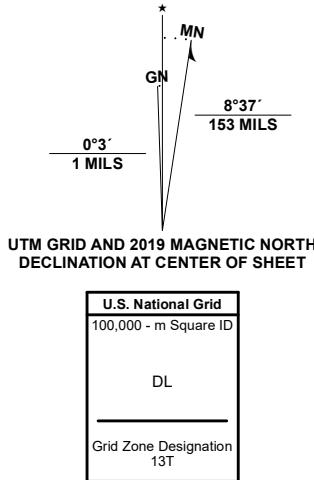 MN
GN
8°37´
153 MILS
0°3´
1 MILS
UTM GRID AND 2019 MAGNETIC NORTH
DECLINATION AT CENTER OF SHEET
U.S. National Grid
100,000 - m Square ID
DL
Grid Zone Designation
13T